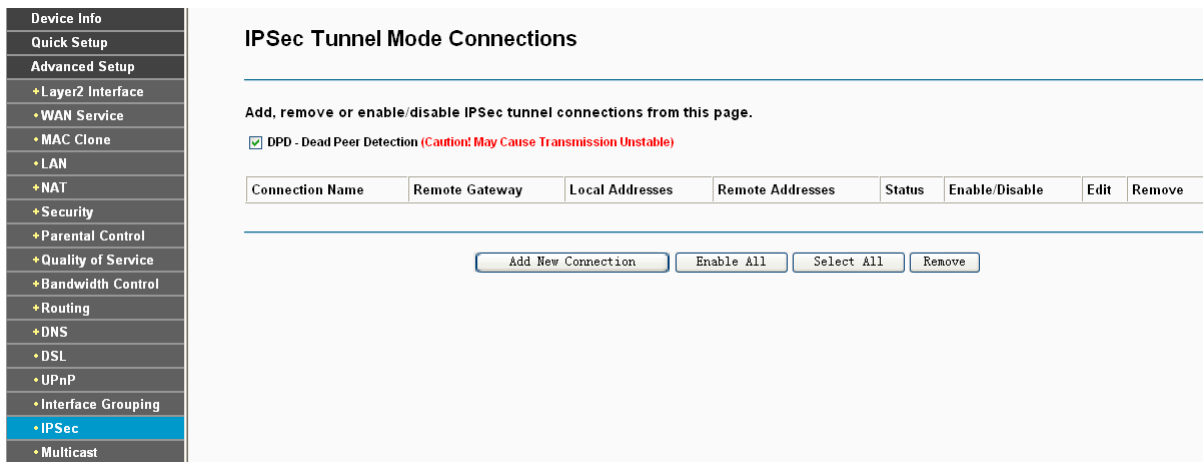 Device Info
Quick Setup
Advanced Setup
+Layer2 Interface
•WAN Service
•MAC Clone
•LAN
+NAT
+Security
+Parental Control
+Quality of Service
+Bandwidth Control
+Routing
+DNS
•DSL
•UPnP
•Interface Grouping
•IPSec
•Multicast
IPSec Tunnel Mode Connections
Add, remove or enable/disable IPSec tunnel connections from this page.
DPD - Dead Peer Detection (Caution! May Cause Transmission Unstable)
Connection Name Remote Gateway Local Addresses Remote Addresses Status Enable/Disable Edit Remove
Add New Connection Enable All Select All Remove